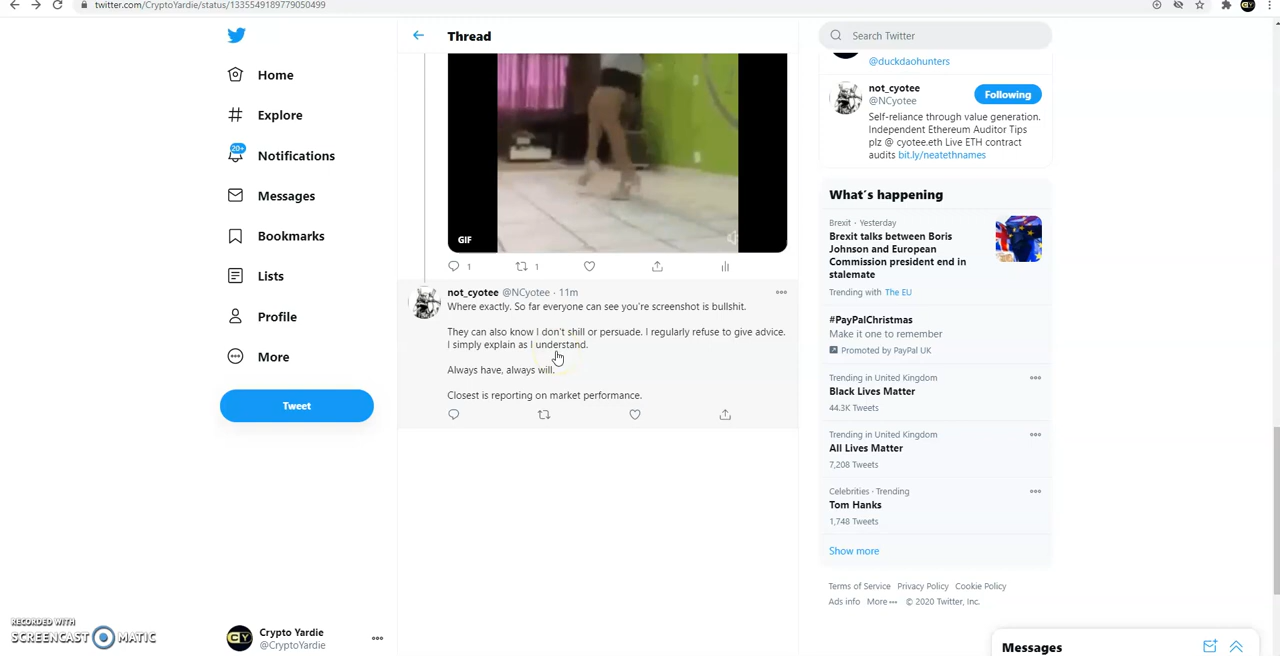 twitter.com/CryptoYardie/status/1335549189779050499
Home
Explore
20+
Notifications
Messages
Bookmarks
Lists
Profile
More
Tweet
Crypto Yardie
@CryptoYardie
RECORDED WITH
SCREENCAST MATIC
Thread
GIF
1
1
not_cyotee @NCyotee · 11m
Where exactly. So far everyone can see you're screenshot is bullshit.
They can also know I don't shill or persuade. I regularly refuse to give advice.
I simply explain as I understand.
Always have, always will.
Closest is reporting on market performance.
Search Twitter
@duckdaohunters
not_cyotee
@NCyotee
Following
Self-reliance through value generation.
Independent Ethereum Auditor Tips
plz @ cyotee.eth Live ETH contract
audits bit.ly/neatethnames
What's happening
Brexit · Yesterday
Brexit talks between Boris
Johnson and European
Commission president end in
stalemate
Trending with The EU
#PayPalChristmas
Make it one to remember
Promoted by PayPal UK
Trending in United Kingdom
Black Lives Matter
44.3K Tweets
Trending in United Kingdom
All Lives Matter
7,208 Tweets
Celebrities · Trending
Tom Hanks
1,748 Tweets
Show more
Terms of Service Privacy Policy Cookie Policy
Ads info More © 2020 Twitter, Inc.
Messages